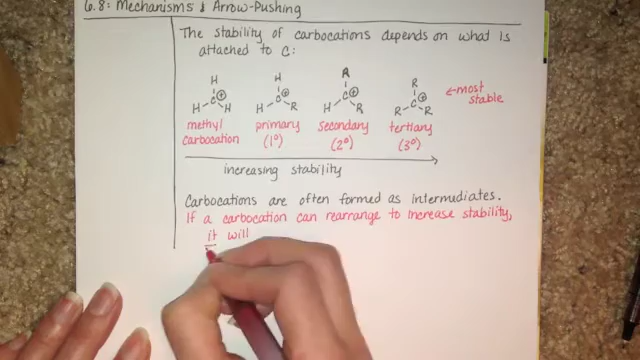 6.8: Mechanisms & Arrow-Pushing
The stability of carbocations depends on what is
attached to C:
H H R R
C⊕ C⊕ C⊕ C⊕
H H H R H R R R
←most
stable
methyl primary secondary tertiary
carbocation (1°) (2°) (3°)
increasing stability
Carbocations are often formed as intermediates.
If a carbocation can rearrange to increase stability,
it will